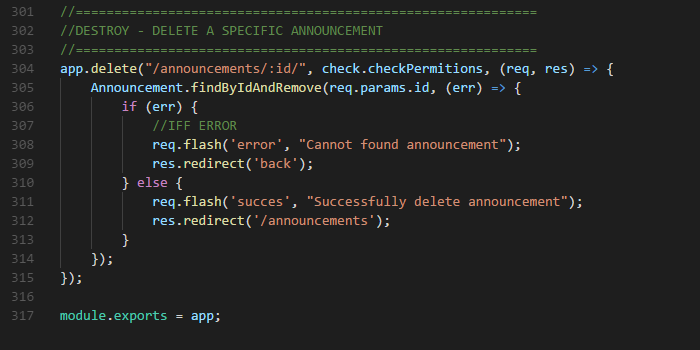 301 //============================================================
302 //DESTROY - DELETE A SPECIFIC ANNOUNCEMENT
303 //============================================================
304 app.delete("/announcements/:id/", check.checkPermitions, (req, res) => {
305     Announcement.findByIdAndRemove(req.params.id, (err) => {
306         if (err) {
307             //IFF ERROR
308             req.flash('error', "Cannot found announcement");
309             res.redirect('back');
310         } else {
311             req.flash('succes', "Successfully delete announcement");
312             res.redirect('/announcements');
313         }
314     });
315 });
316
317 module.exports = app;